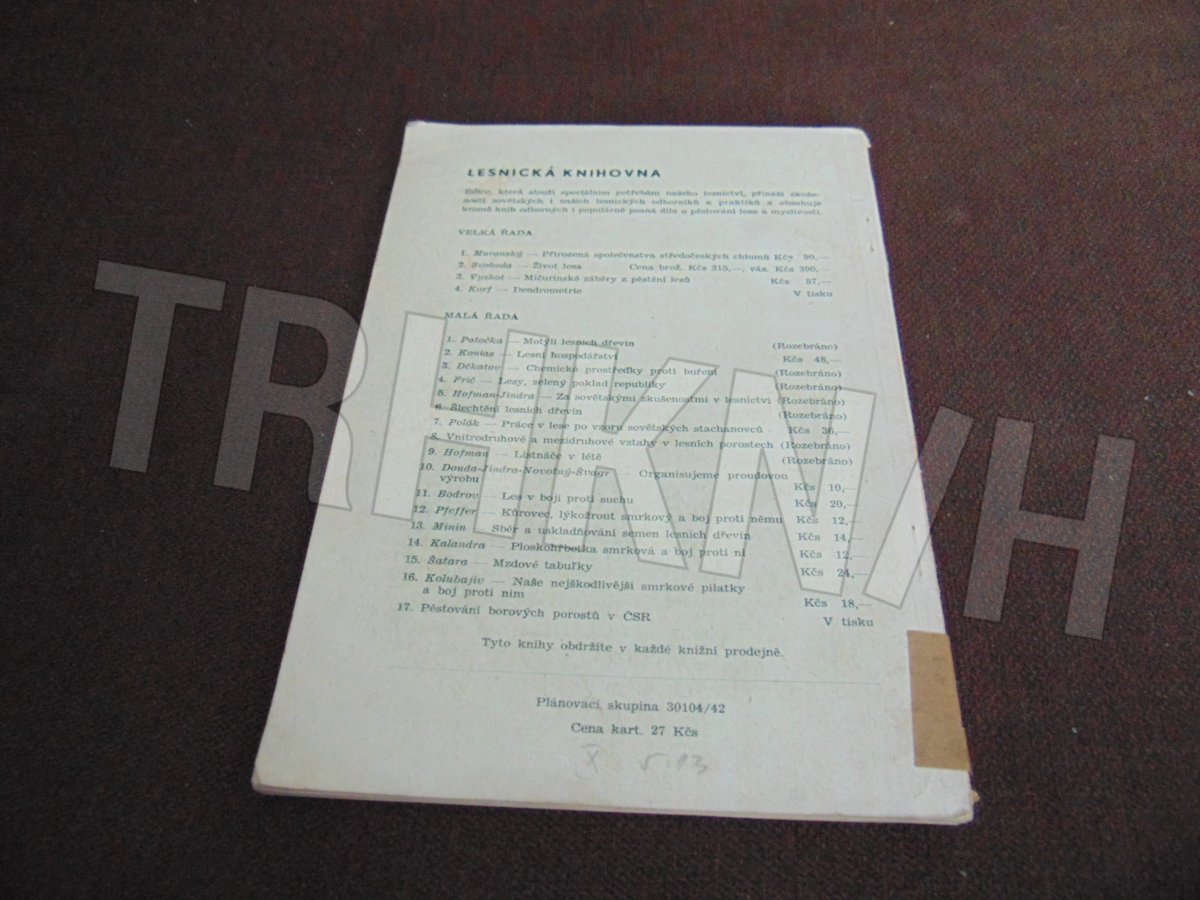 LESNICKÁ KNIHOVNA
Edice, která slouží speciálním potřebám našeho lesnictví, přináší zkuše-
nosti sovětských i našich lesnických odborníků a praktiků a obsahuje
kromě knih odborných i populárně psaná díla o pěstování lesa a myslivosti.
VELKÁ ŘADA
1. Muranský — Přirozená společenstva středočeských chlumů Kčs 90,—
2. Svoboda — Život lesa Cena brož. Kčs 315,—, váz. Kčs 390,—
3. Vyskot — Mičurinské záběry z pěstění lesů Kčs 57,—
4. Korf — Dendrometrie V tisku
MALÁ ŘADA
1. Patočka — Motýli lesních dřevin (Rozebráno)
2. Konias — Lesní hospodářství Kčs 48,—
3. Děkatov — Chemické prostředky proti buřeni (Rozebráno)
4. Frič — Lesy, zelený poklad republiky (Rozebráno)
5. Hofman-Jindra — Za sovětskými zkušenostmi v lesnictví (Rozebráno)
6. Šlechtění lesních dřevin (Rozebráno)
7. Polák — Práce v lese po vzoru sovětských stachanovců Kčs 36,—
8. Vnitrodruhové a mezidruhové vztahy v lesních porostech (Rozebráno)
9. Hofman — Listnáče v létě (Rozebráno)
10. Douda-Jindra-Novotný-Švagr — Organisujeme proudovou
výrobu Kčs 10,—
11. Bodrov — Les v boji proti suchu Kčs 20,—
12. Pfeffer — Kůrovec, lýkožrout smrkový a boj proti němu Kčs 12,—
13. Minin — Sběr a uskladňování semen lesních dřevin Kčs 14,—
14. Kalandra — Ploskohřbetka smrková a boj proti ní Kčs 12,—
15. Šatara — Mzdové tabuľky Kčs 24,—
16. Kolubajiv — Naše nejškodlivější smrkové pilatky
a boj proti nim Kčs 18,—
17. Pěstování borových porostů v ČSR V tisku
Tyto knihy obdržíte v každé knižní prodejně.
Plánovací skupina 30104/42
Cena kart. 27 Kčs
TRHKNIH